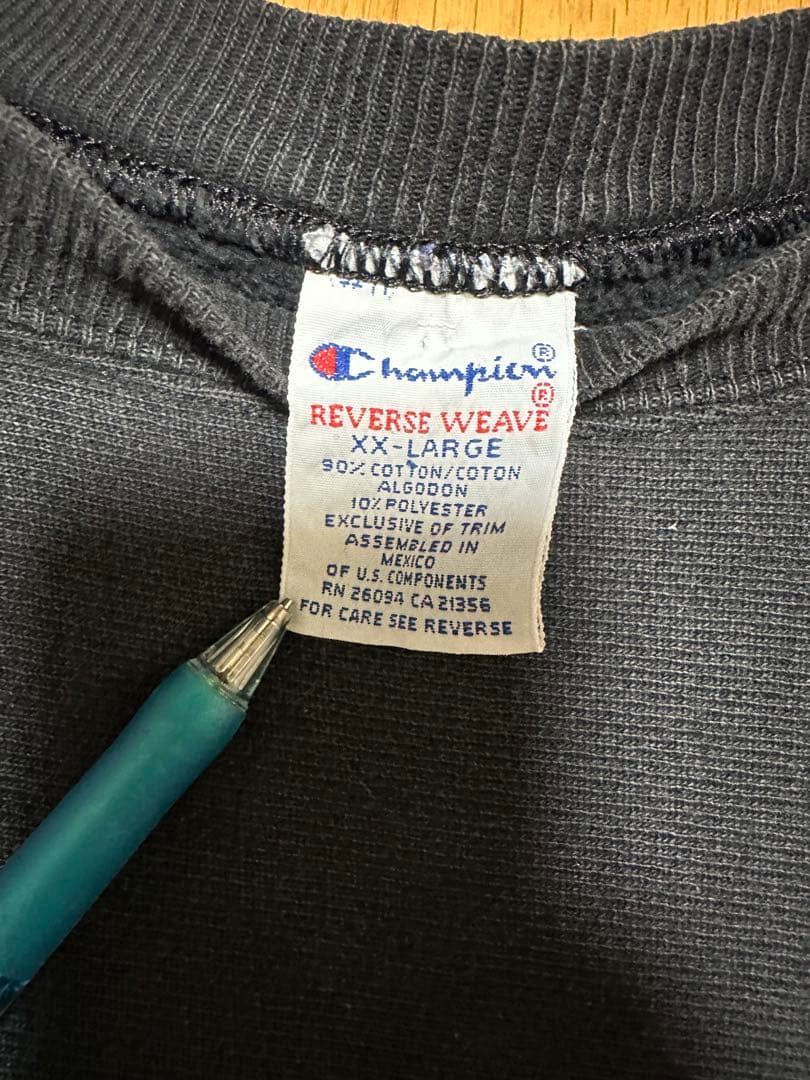 Champion®
REVERSE WEAVE®
XX-LARGE
90% COTTON/COTON
ALGODON
10% POLYESTER
EXCLUSIVE OF TRIM
ASSEMBLED IN
MEXICO
OF U.S. COMPONENTS
RN 26094 CA 21356
FOR CARE SEE REVERSE